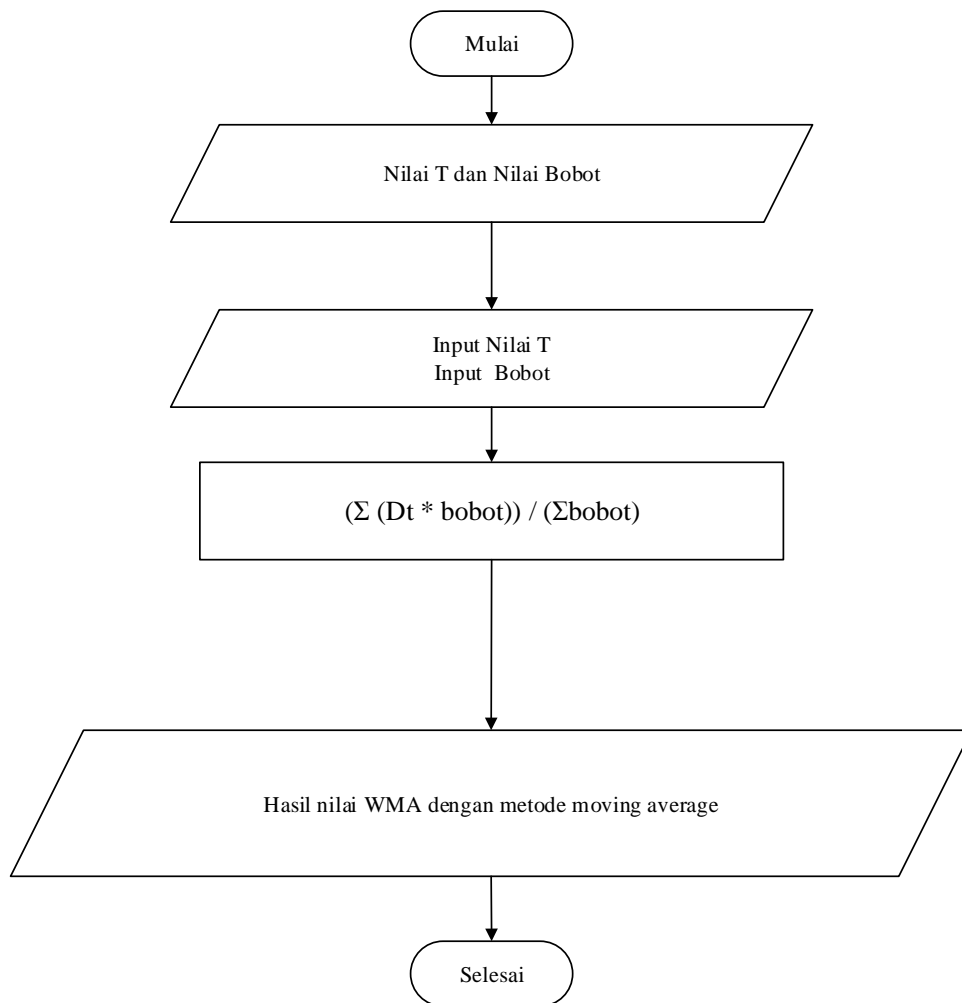 Mulai
Nilai T dan Nilai Bobot
Input Nilai T
Input  Bobot
(Σ (Dt * bobot)) / (Σbobot)
Hasil nilai WMA dengan metode moving average
Selesai